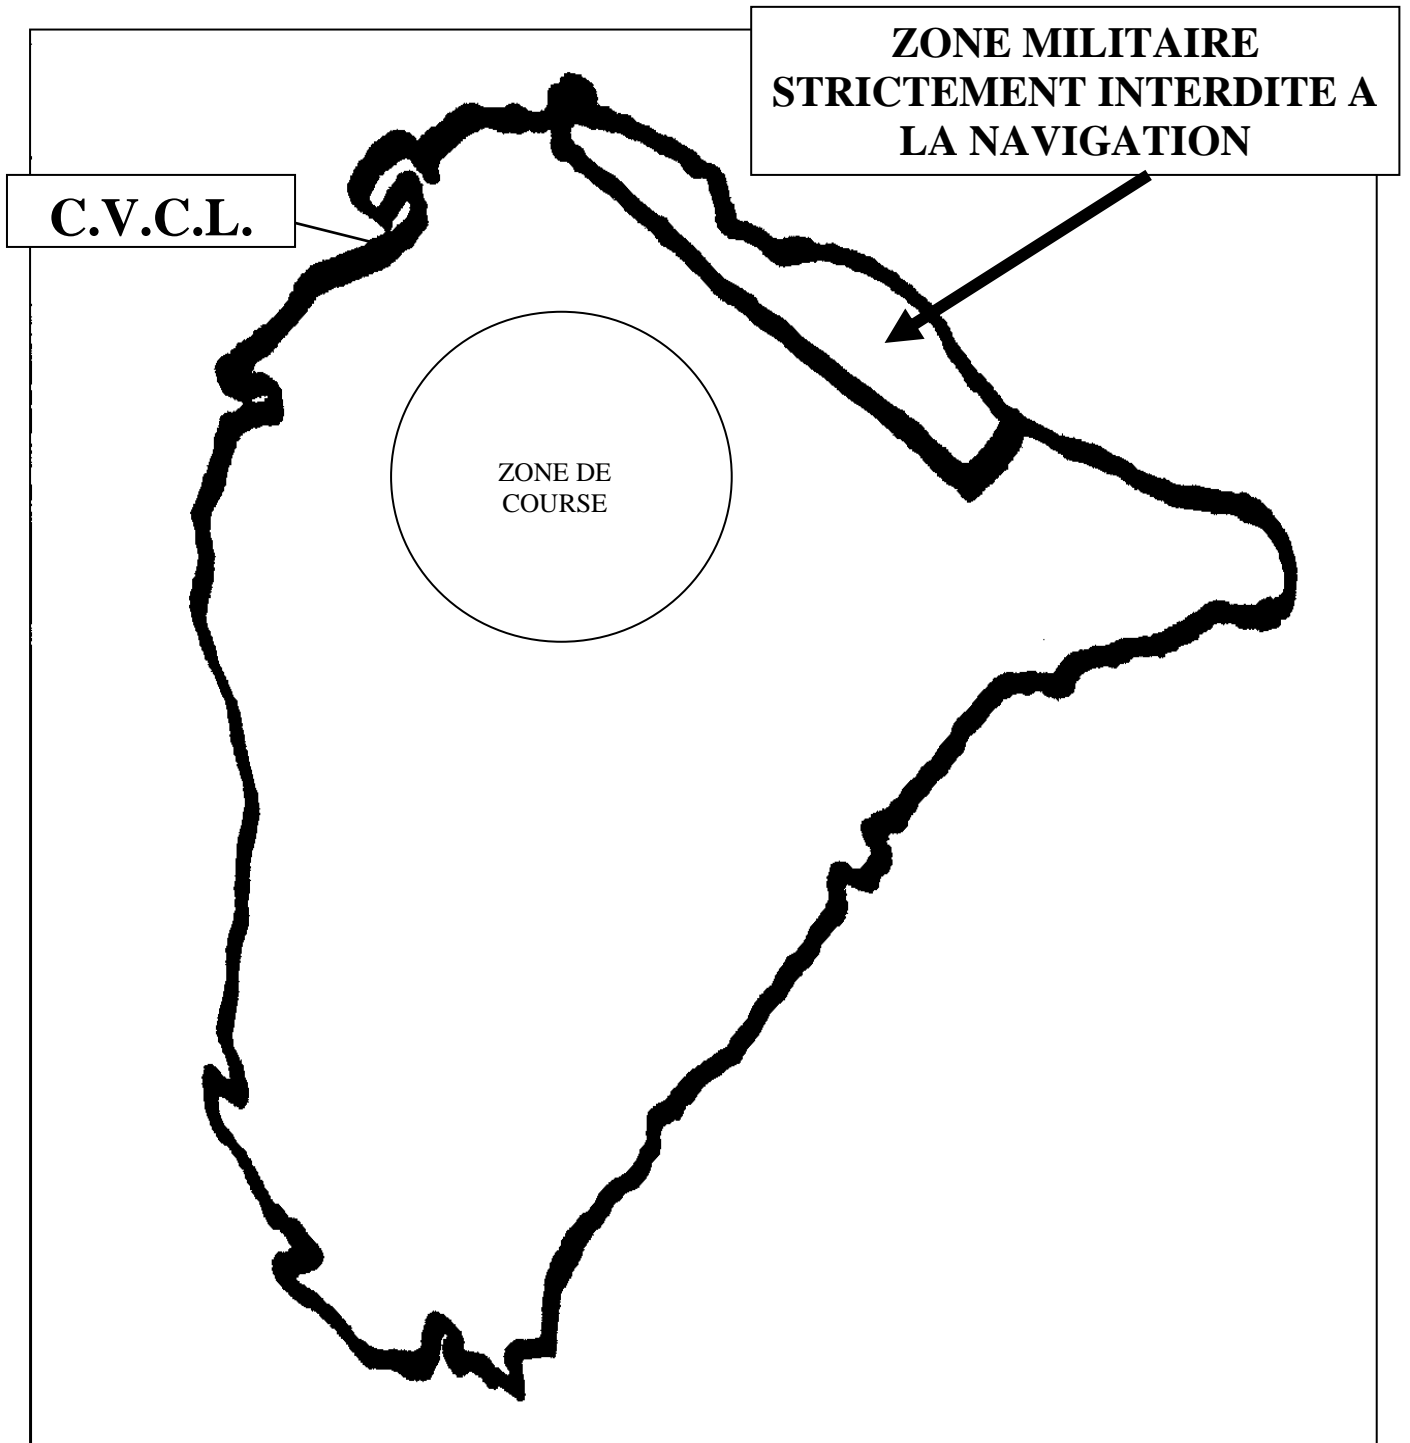 ZONE MILITAIRE
STRICTEMENT INTERDITE A
LA NAVIGATION
C.V.C.L.
ZONE DE
COURSE